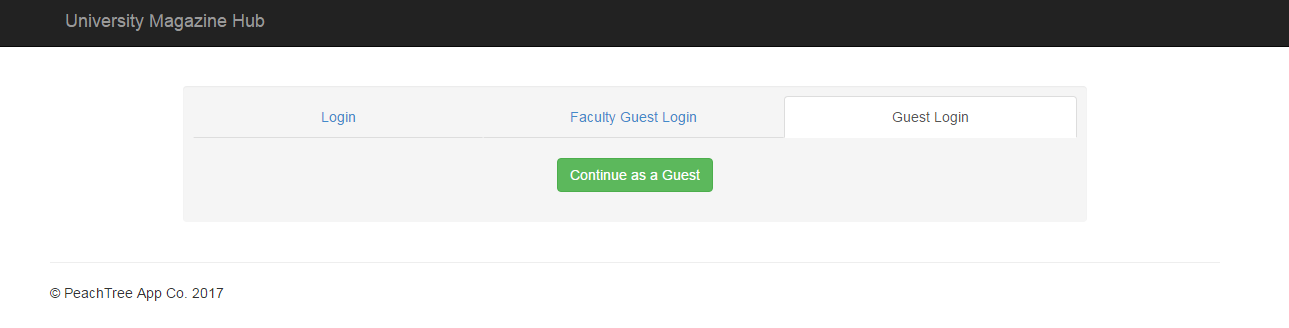 University Magazine Hub
Login Faculty Guest Login Guest Login
Continue as a Guest
© PeachTree App Co. 2017